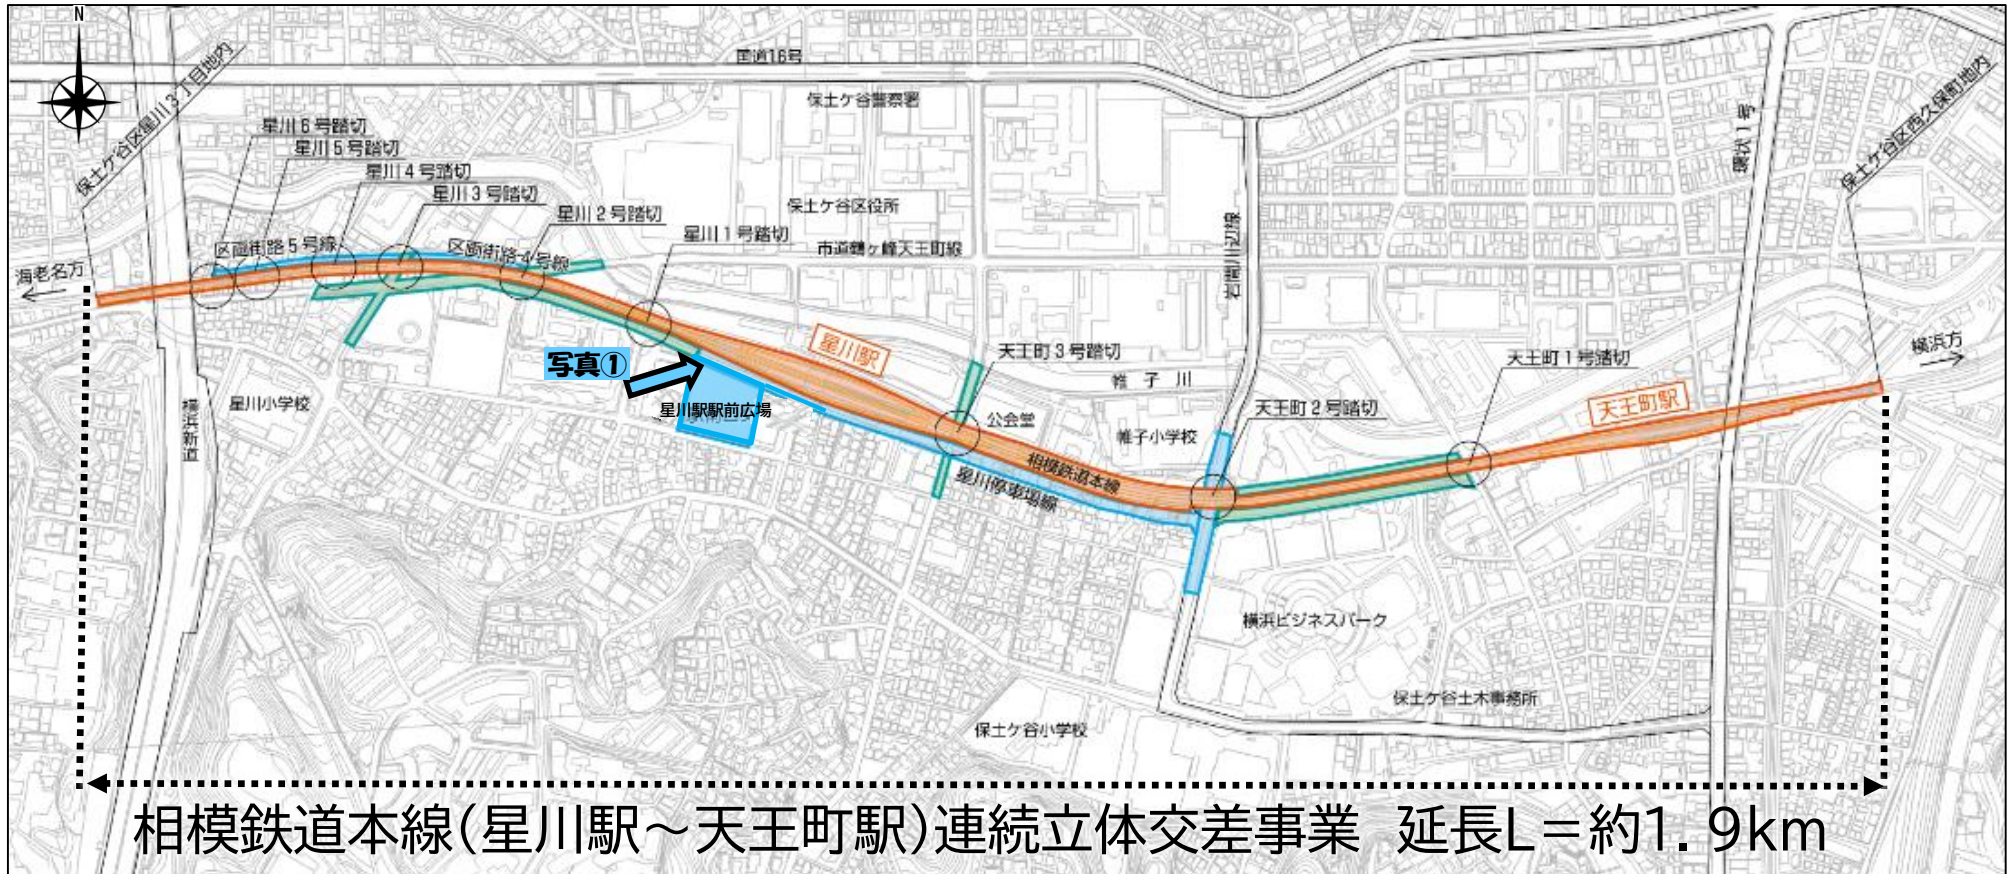 N
国道16号
保土ケ谷区星川3丁目地内
保土ケ谷警察署
環状1号
保土ケ谷区西久保町地内
星川6号踏切
星川5号踏切
星川4号踏切
星川3号踏切
星川2号踏切
星川1号踏切
保土ケ谷区役所
市道鶴ケ峰天王町線
岩間川辺線
区画街路5号線
区画街路4号線
海老名方
横浜方
星川駅
天王町3号踏切
帷子川
天王町1号踏切
写真①
星川小学校
横浜新道
星川駅駅前広場
公会堂
帷子小学校
天王町2号踏切
天王町駅
相模鉄道本線
星川停車場線
横浜ビジネスパーク
保土ケ谷土木事務所
保土ケ谷小学校
相模鉄道本線(星川駅～天王町駅)連続立体交差事業 延長L=約1.9km